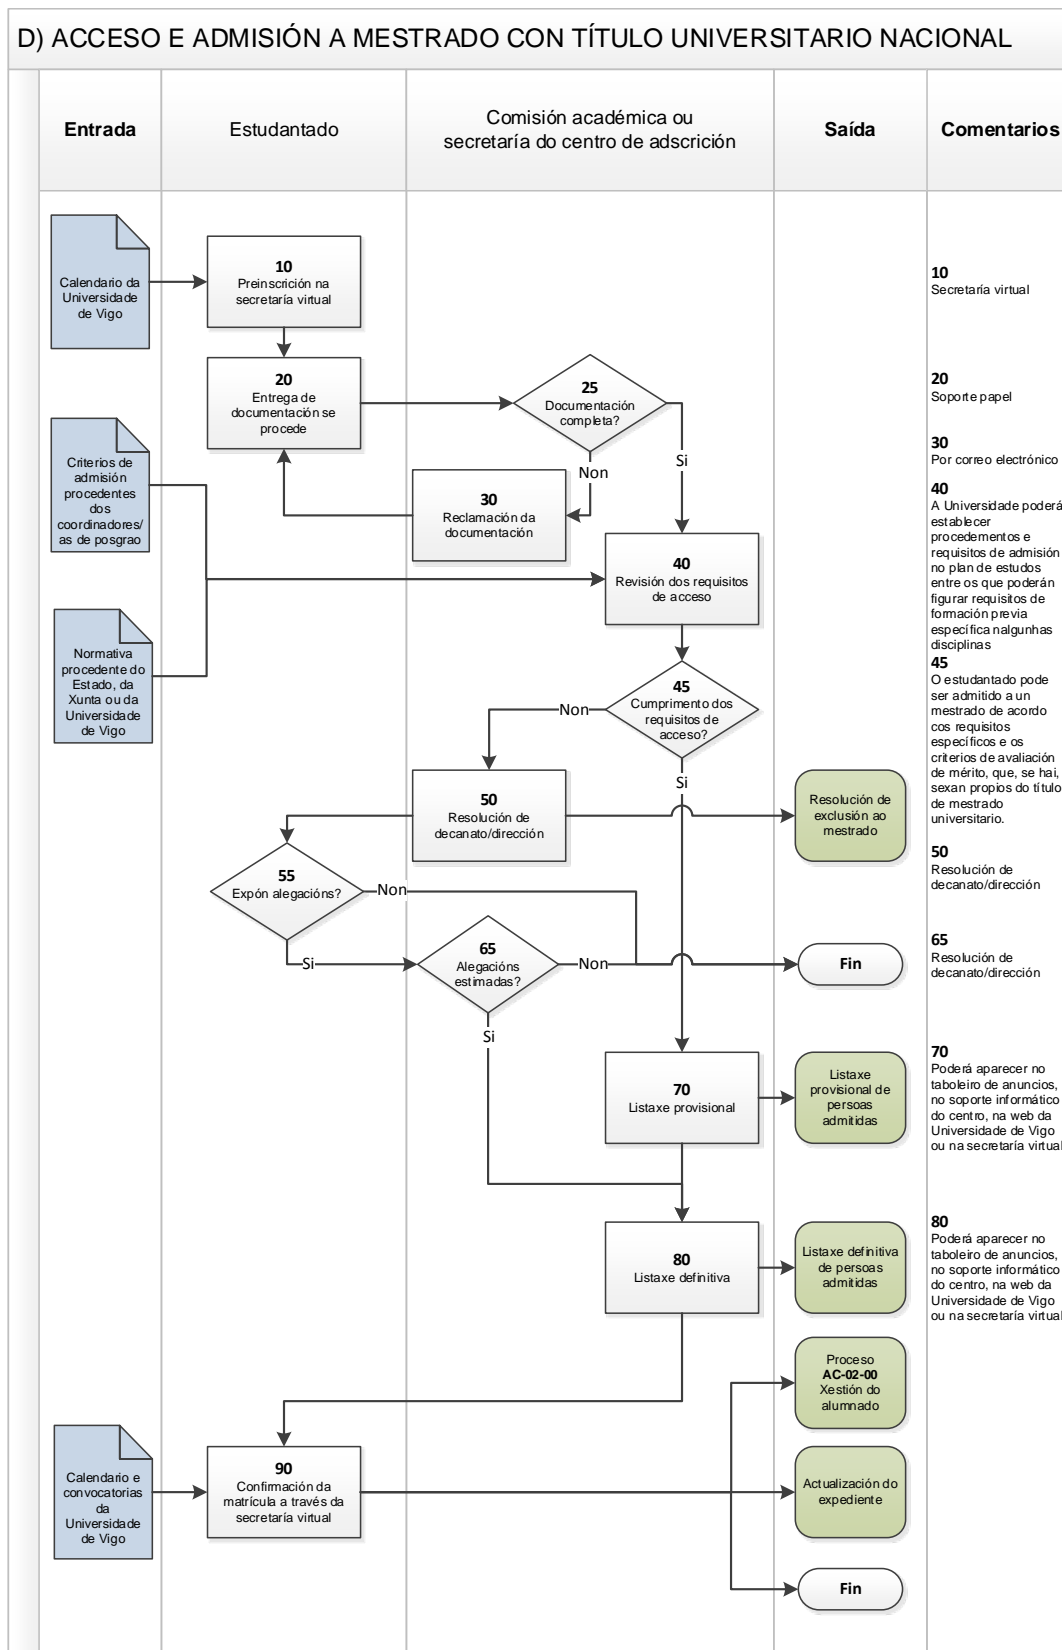 D) ACCESO E ADMISIÓN A MESTRADO CON TÍTULO UNIVERSITARIO NACIONAL
Entrada
Estudantado
Comisión académica ou
secretaría do centro de adscrición
Saída
Comentarios
Calendario da
Universidade
de Vigo
10
Preinscrición na
secretaría virtual
10
Secretaría virtual
20
Entrega de
documentación se
procede
25
Documentación
completa?
20
Soporte papel
Si
Non
Criterios de
admisión
procedentes
dos
coordinadores/
as de posgrao
30
Reclamación da
documentación
30
Por correo electrónico
40
Revisión dos requisitos
de acceso
40
A Universidade poderá
establecer
procedementos e
requisitos de admisión
no plan de estudos
entre os que poderán
figurar requisitos de
formación previa
específica nalgunhas
disciplinas
Normativa
procedente do
Estado, da
Xunta ou da
Universidade
de Vigo
45
Cumprimento dos
requisitos de
acceso?
Non
Si
45
O estudantado pode
ser admitido a un
mestrado de acordo
cos requisitos
específicos e os
criterios de avaliación
de mérito, que, se hai,
sexan propios do título
de mestrado
universitario.
50
Resolución de
decanato/dirección
Resolución de
exclusión ao
mestrado
50
Resolución de
decanato/dirección
55
Expón alegacións?
Non
Si
65
Alegacións
estimadas?
Non
Si
Fin
65
Resolución de
decanato/dirección
70
Listaxe provisional
Listaxe
provisional de
persoas
admitidas
70
Poderá aparecer no
taboleiro de anuncios,
no soporte informático
do centro, na web da
Universidade de Vigo
ou na secretaría virtual
80
Listaxe definitiva
Listaxe definitiva
de persoas
admitidas
80
Poderá aparecer no
taboleiro de anuncios,
no soporte informático
do centro, na web da
Universidade de Vigo
ou na secretaría virtual
Proceso
AC-02-00
Xestión do
alumnado
Calendario e
convocatorias
da
Universidade
de Vigo
90
Confirmación da
matrícula a través da
secretaría virtual
Actualización do
expediente
Fin